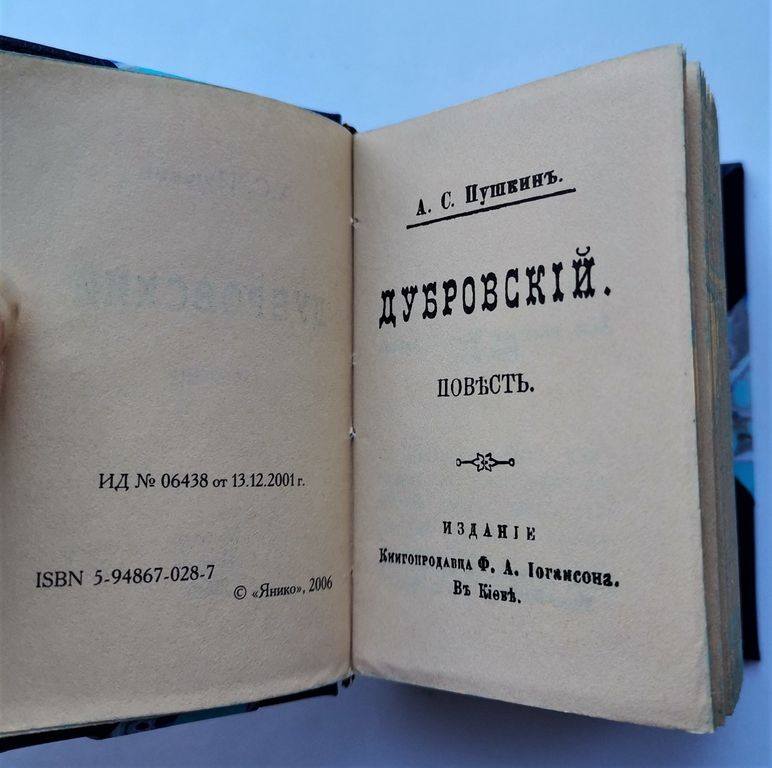 ИД № 06438 от 13.12.2001 г.
ISBN 5-94867-028-7
© «Янико», 2006
А. С. Пушкинъ.
ДУБРОВСКІЙ.
ПОВѢСТЬ.
ИЗДАНІЕ
Книгопродавца Ф. А. Іогансона.
Въ Кіевѣ.